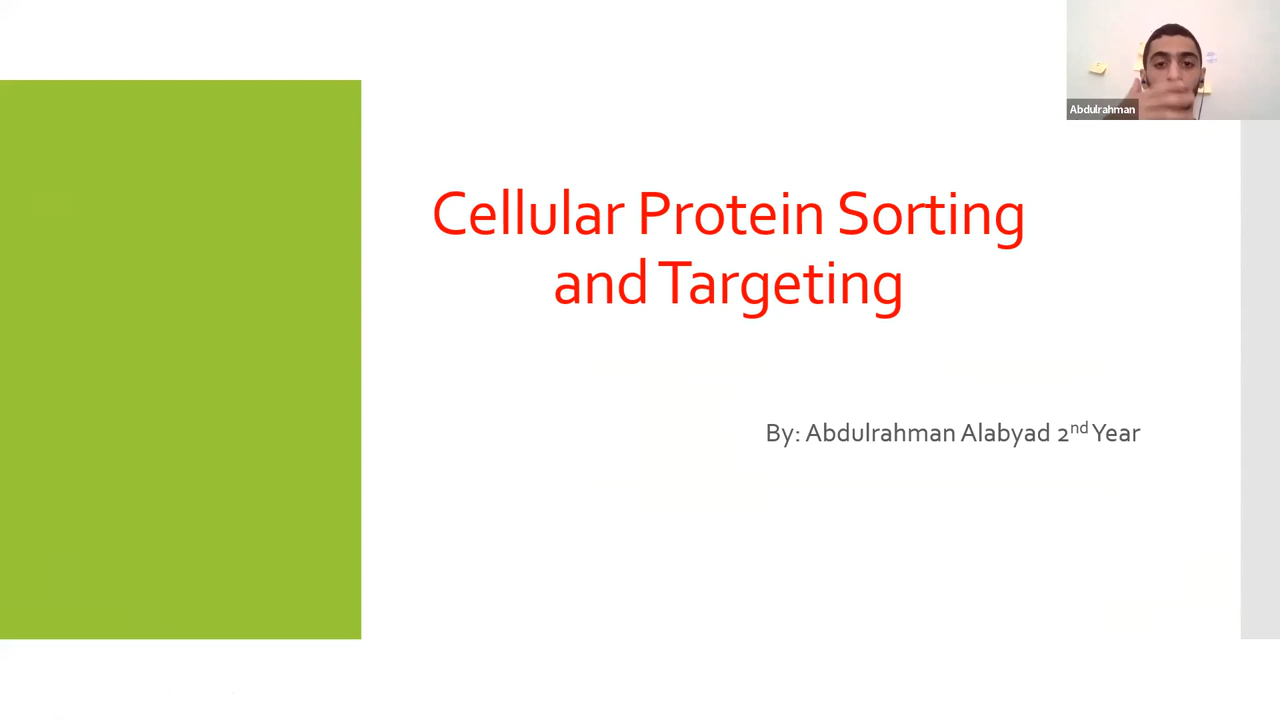 Abdulrahman
Cellular Protein Sorting
and Targeting
By: Abdulrahman Alabyad 2nd Year